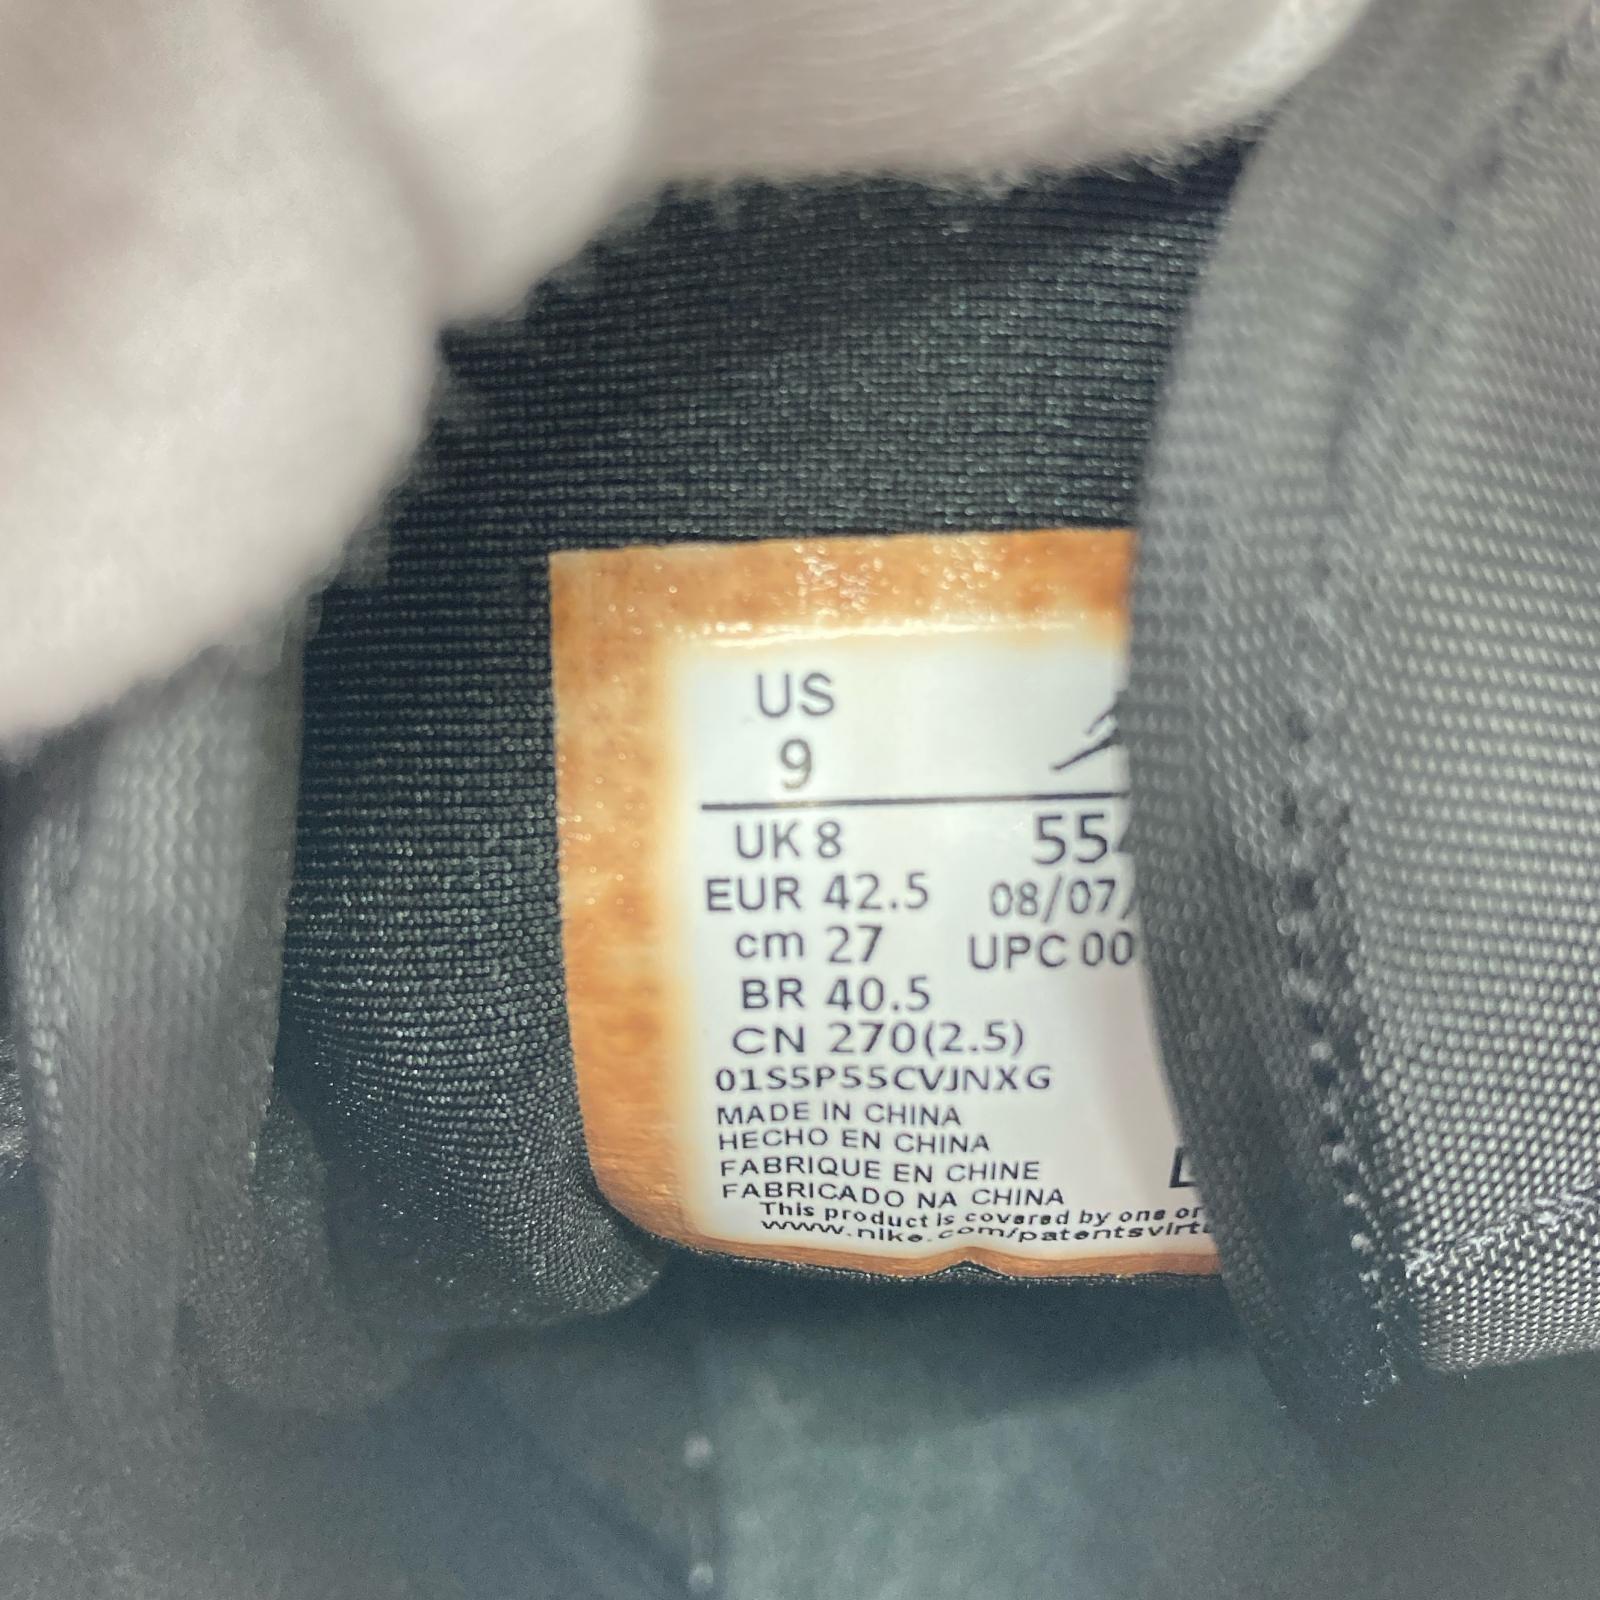 US
9
UK 8
EUR 42.5
cm 27
BR 40.5
CN 270(2.5)
55
08/07/
UPC 00
01S5P55CVJNXG
MADE IN CHINA
HECHO EN CHINA
FABRIQUE EN CHINE
FABRICADO NA CHINA
This product is covered by one or
www.nike.com/patentsvirt